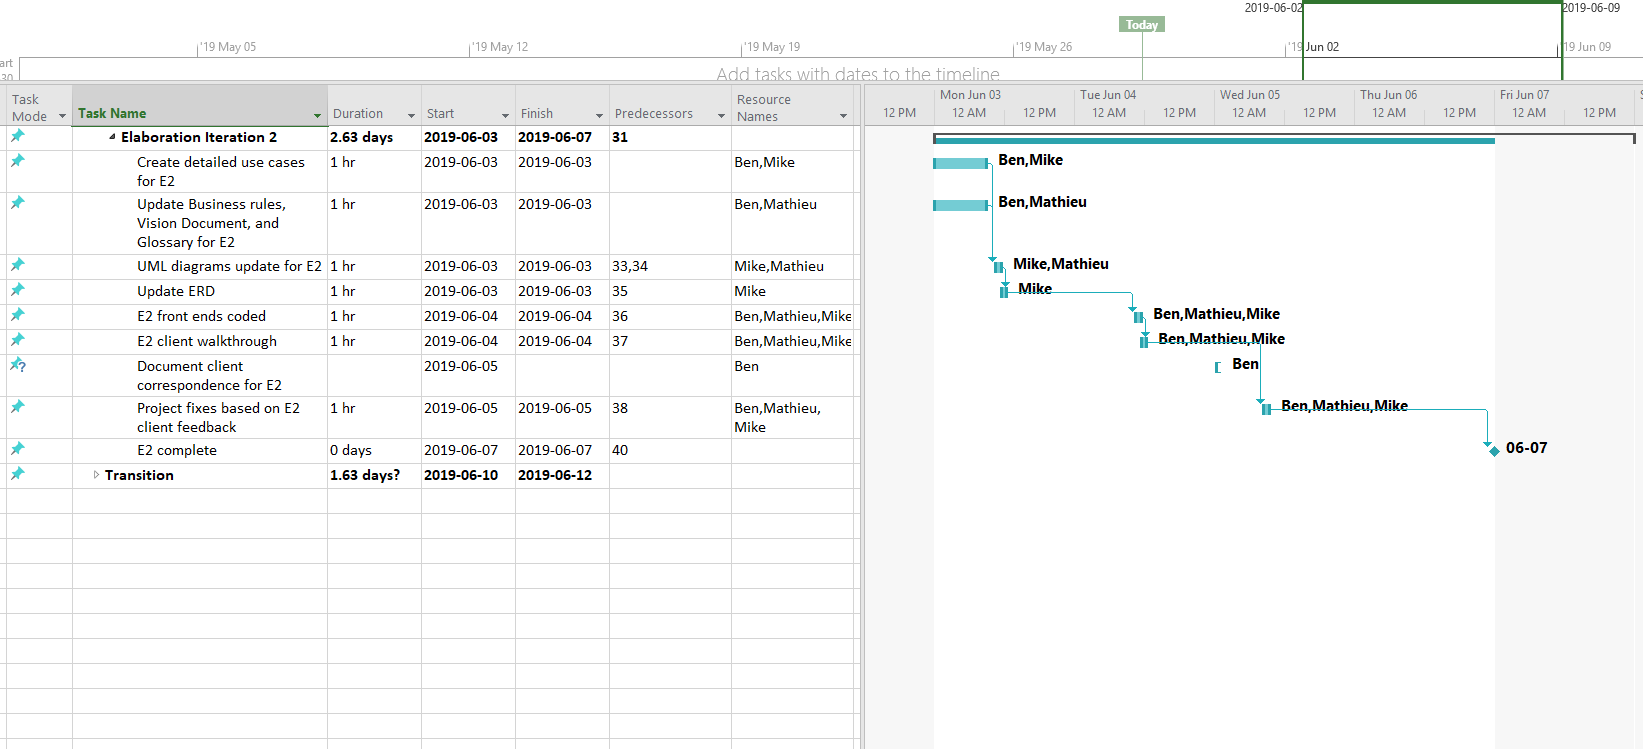 2019-06-02 2019-06-09
Today
'19 May 05 '19 May 12 '19 May 19 '19 May 26 '19 Jun 02 '19 Jun 09
art
30
Add tasks with dates to the timeline
Task Mode Task Name Duration Start Finish Predecessors Resource Names
Mon Jun 03 Tue Jun 04 Wed Jun 05 Thu Jun 06 Fri Jun 07 S
12 PM 12 AM 12 PM 12 AM 12 PM 12 AM 12 PM 12 AM 12 PM 12 AM 12 PM
Elaboration Iteration 2 2.63 days 2019-06-03 2019-06-07 31
Create detailed use cases for E2 1 hr 2019-06-03 2019-06-03 Ben,Mike
Ben,Mike
Update Business rules, Vision Document, and Glossary for E2 1 hr 2019-06-03 2019-06-03 Ben,Mathieu
Ben,Mathieu
UML diagrams update for E2 1 hr 2019-06-03 2019-06-03 33,34 Mike,Mathieu
Mike,Mathieu
Update ERD 1 hr 2019-06-03 2019-06-03 35 Mike
Mike
E2 front ends coded 1 hr 2019-06-04 2019-06-04 36 Ben,Mathieu,Mike
Ben,Mathieu,Mike
E2 client walkthrough 1 hr 2019-06-04 2019-06-04 37 Ben,Mathieu,Mike
Ben,Mathieu,Mike
? Document client correspondence for E2 2019-06-05 Ben
Ben
Project fixes based on E2 client feedback 1 hr 2019-06-05 2019-06-05 38 Ben,Mathieu, Mike
Ben,Mathieu,Mike
E2 complete 0 days 2019-06-07 2019-06-07 40
06-07
Transition 1.63 days? 2019-06-10 2019-06-12